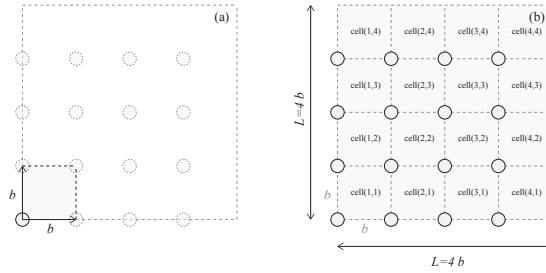 (a)
b
b
(b)
cell(1,4) cell(2,4) cell(3,4) cell(4,4)
cell(1,3) cell(2,3) cell(3,3) cell(4,3)
cell(1,2) cell(2,2) cell(3,2) cell(4,2)
cell(1,1) cell(2,1) cell(3,1) cell(4,1)
L=4 b
b
b
L=4 b